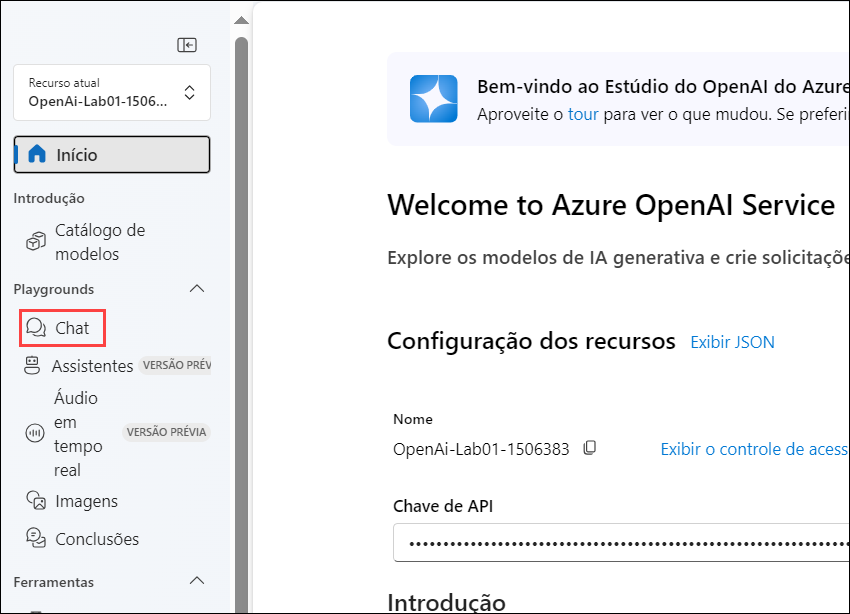 Recurso atual
OpenAi-Lab01-1506...
Início
Introdução
Catálogo de
modelos
Playgrounds
Chat
Assistentes VERSÃO PRÉV
Áudio
em
tempo
real
VERSÃO PRÉVIA
Imagens
Conclusões
Ferramentas
Bem-vindo ao Estúdio do OpenAI do Azure
Aproveite o tour para ver o que mudou. Se preferi
Welcome to Azure OpenAI Service
Explore os modelos de IA generativa e crie solicitaçõe
Configuração dos recursos Exibir JSON
Nome
OpenAi-Lab01-1506383 Exibir o controle de acess
Chave de API
Introdução